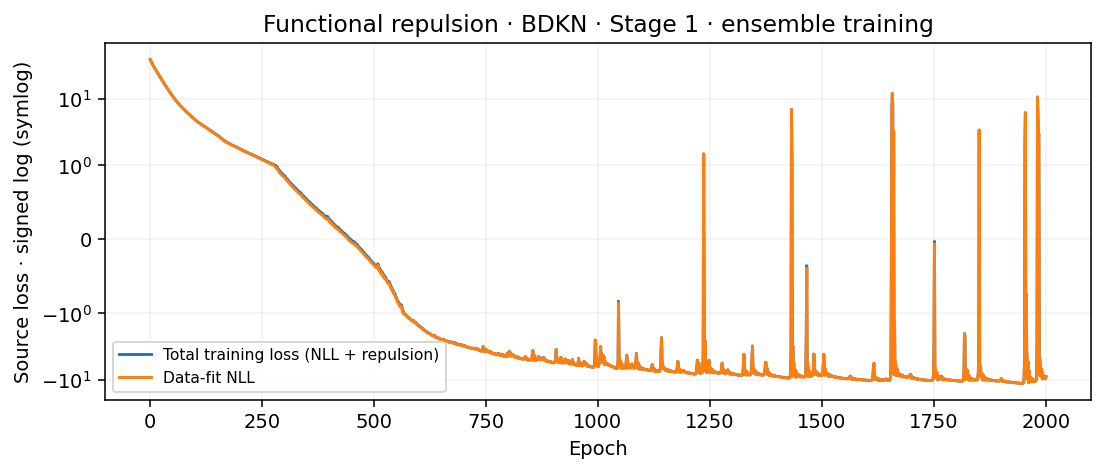 Functional repulsion · BDKN · Stage 1 · ensemble training
Source loss · signed log (symlog)
10¹
10⁰
0
−10⁰
−10¹
Total training loss (NLL + repulsion)
Data-fit NLL
0 250 500 750 1000 1250 1500 1750 2000
Epoch